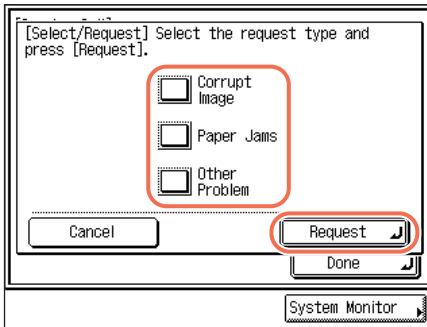 [Select/Request] Select the request type and
press [Request].
Corrupt
Image
Paper Jams
Other
Problem
Cancel
Request
Done
System Monitor